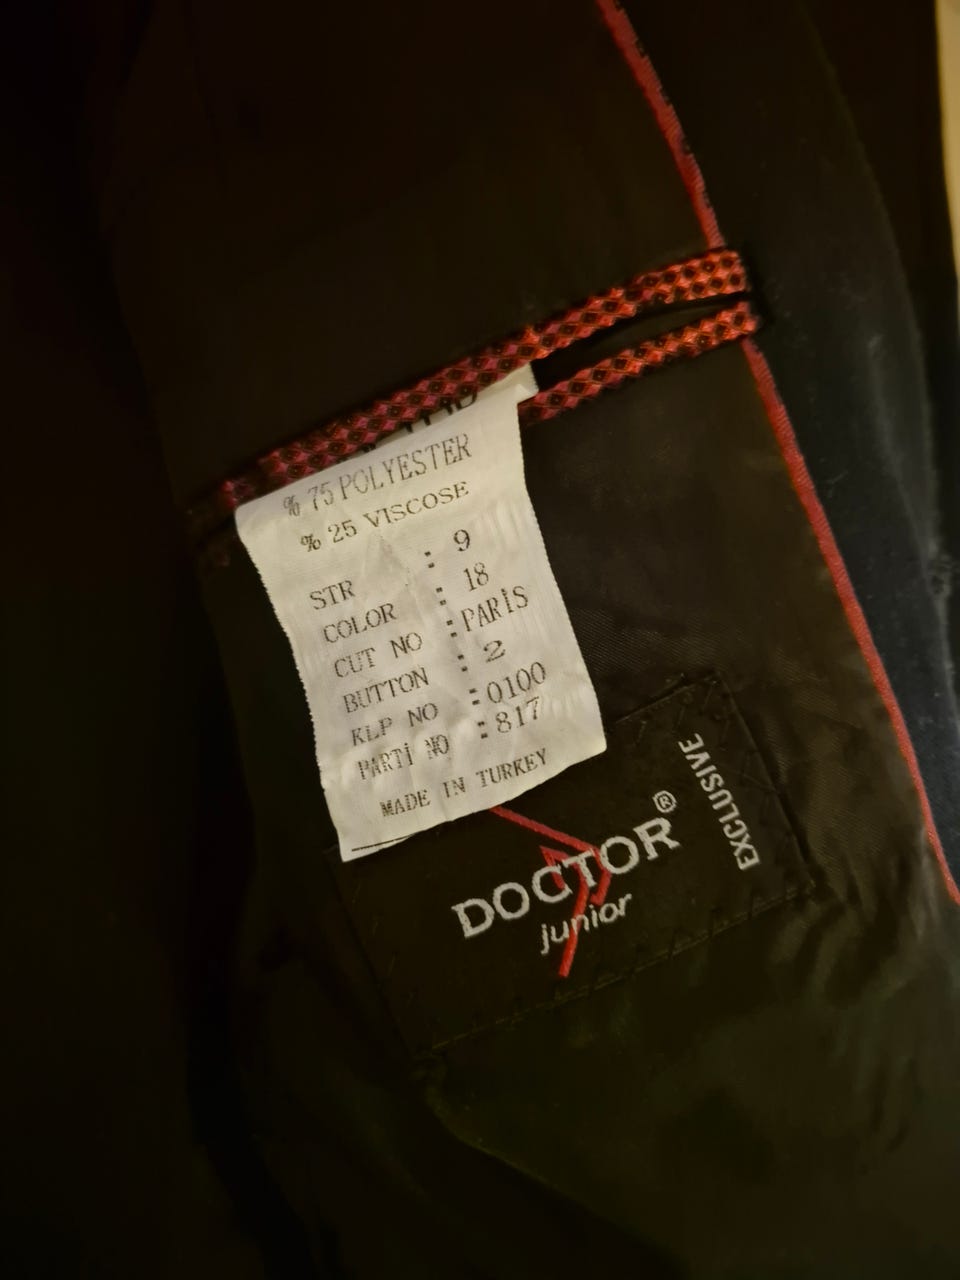 % 75 POLYESTER
% 25 VISCOSE
STR : 9
COLOR : 18
CUT NO : PARİS
BUTTON : 2
KLP NO : 0100
PARTİ NO : 817
MADE IN TURKEY
DOCTOR®
junior
EXCLUSIVE